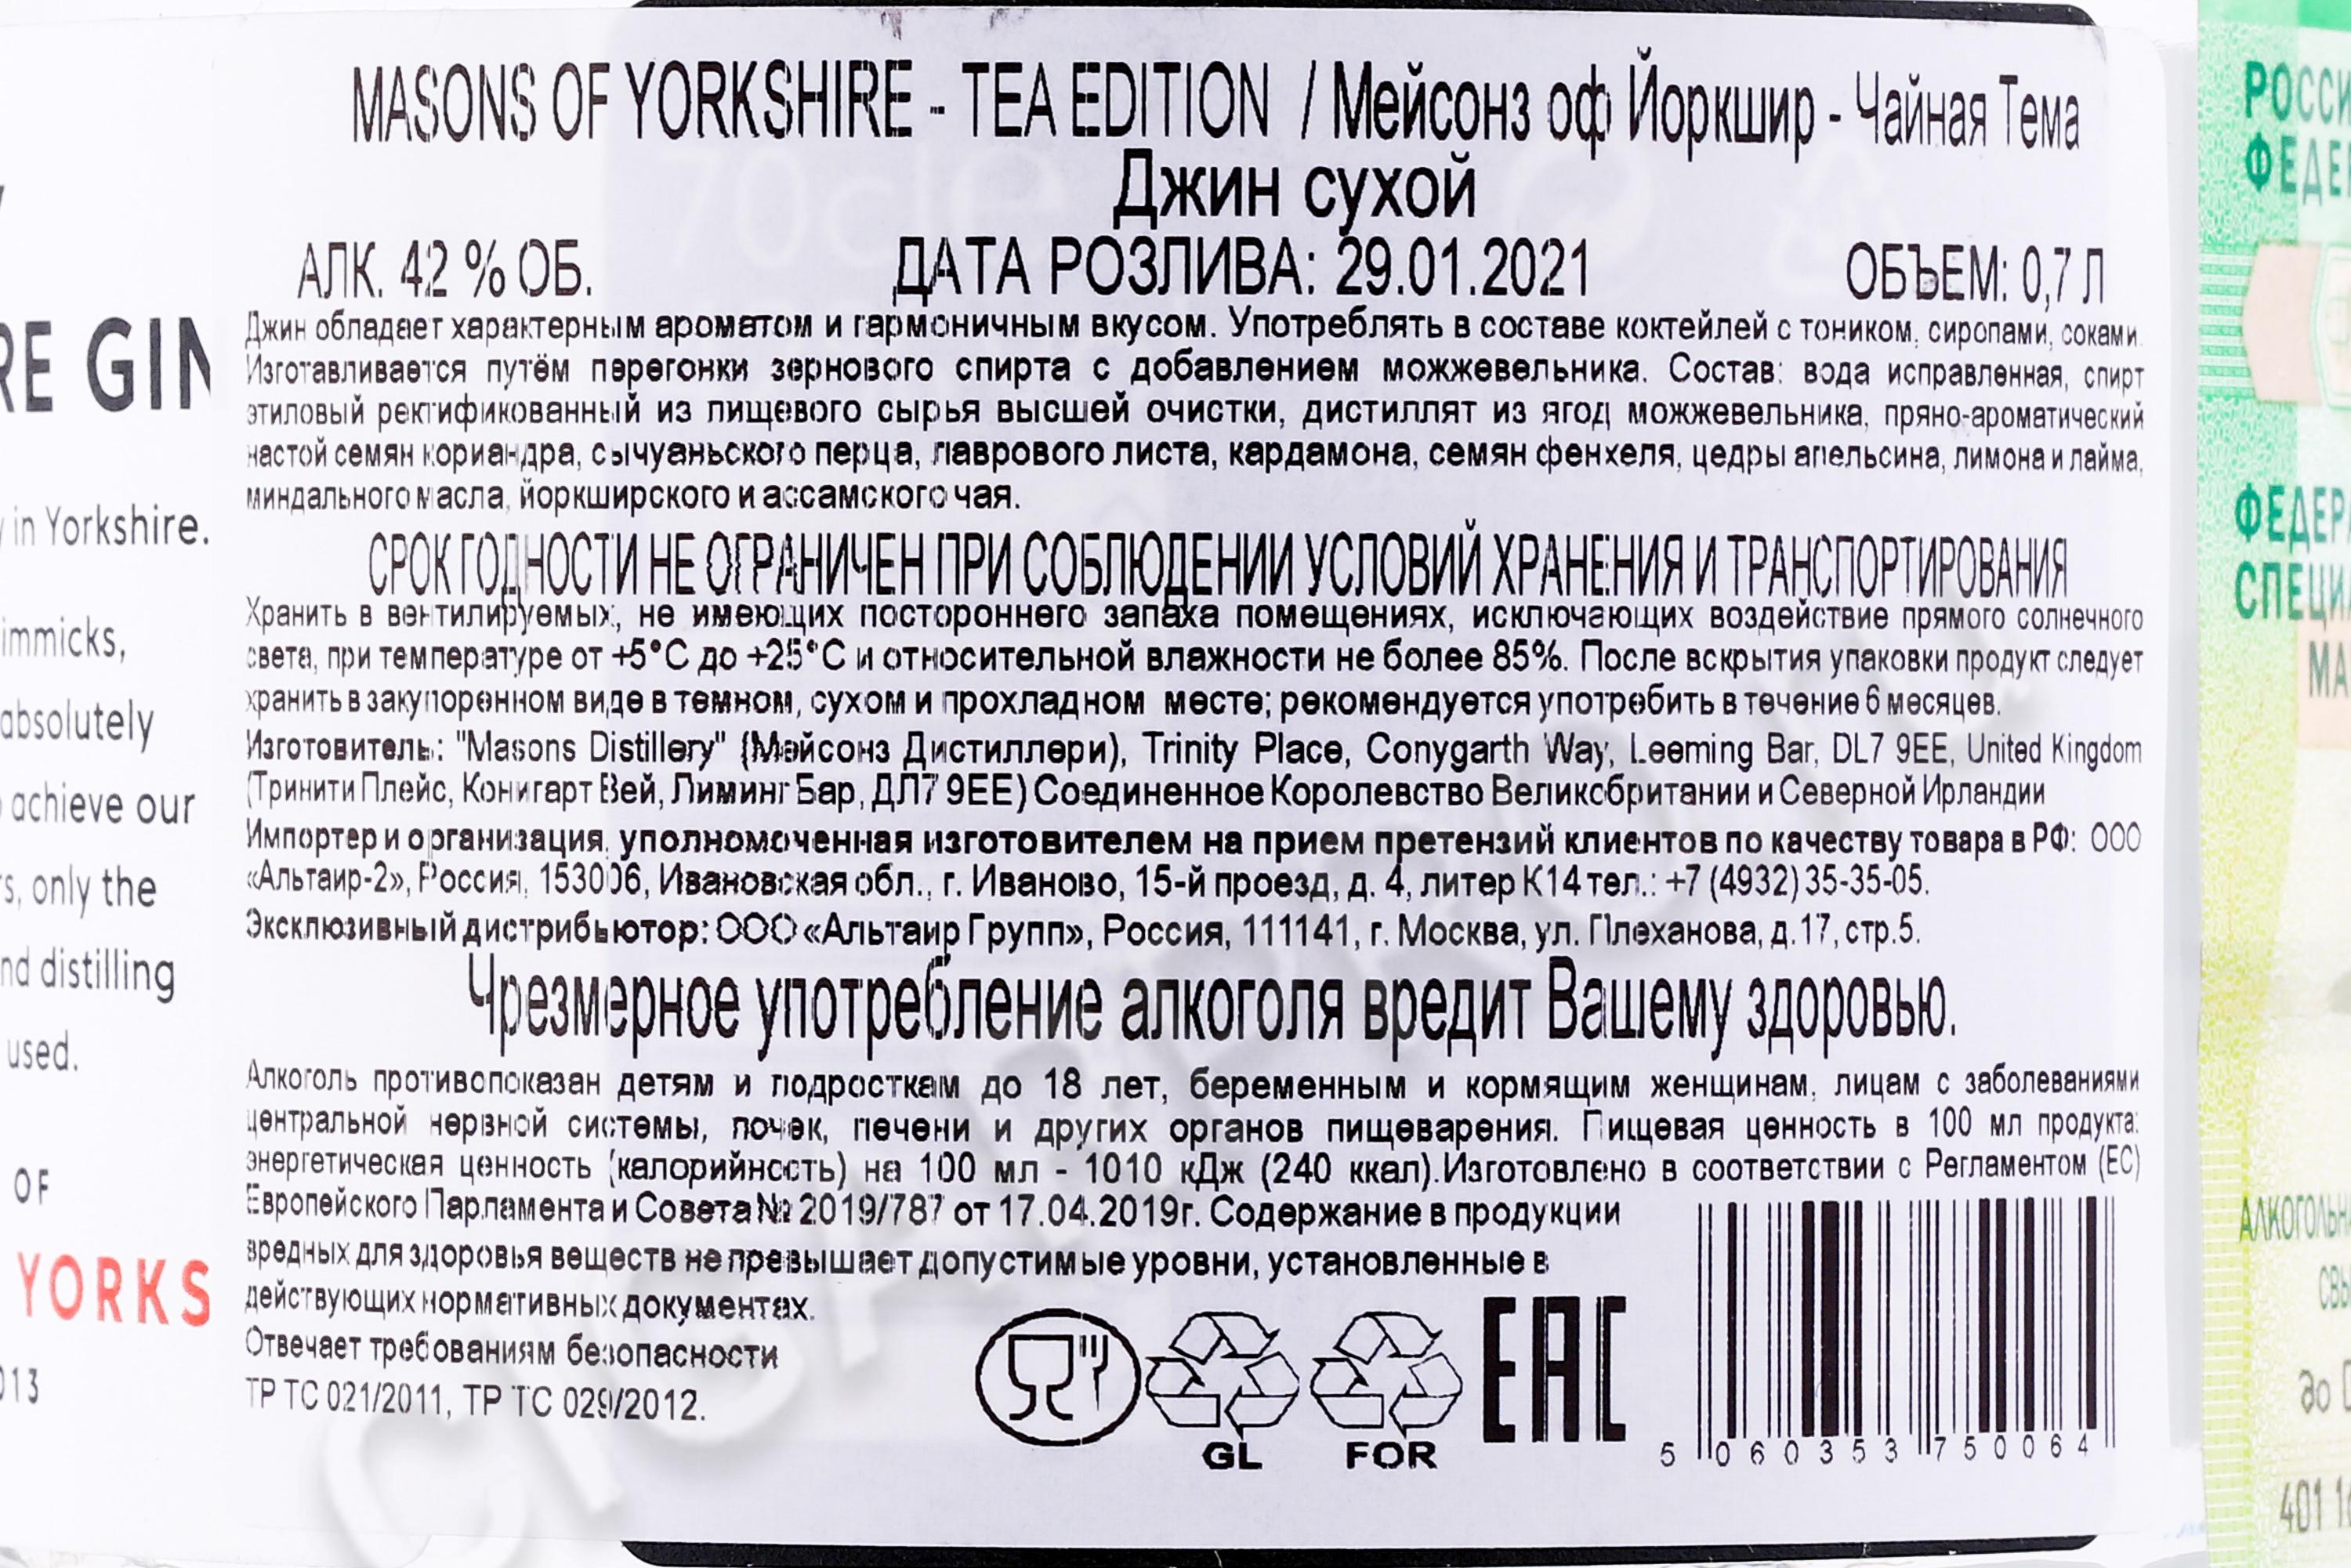 MASONS OF YORKSHIRE - TEA EDITION / Мейсонз оф Йоркшир - Чайная Тема
Джин сухой
АЛК. 42 % ОБ. ДАТА РОЗЛИВА: 29.01.2021 ОБЪЕМ: 0,7 Л
Джин обладает характерным ароматом и гармоничным вкусом. Употреблять в составе коктейлей с тоником, сиропами, соками.
Изготавливается путём перегонки зернового спирта с добавлением можжевельника. Состав: вода исправленная, спирт
этиловый ректификованный из пищевого сырья высшей очистки, дистиллят из ягод можжевельника, пряно-ароматический
настой семян кориандра, сычуаньского перца, лаврового листа, кардамона, семян фенхеля, цедры апельсина, лимона и лайма,
миндального масла, йоркширского и ассамского чая.
СРОК ГОДНОСТИ НЕ ОГРАНИЧЕН ПРИ СОБЛЮДЕНИИ УСЛОВИЙ ХРАНЕНИЯ И ТРАНСПОРТИРОВАНИЯ
Хранить в вентилируемых, не имеющих постороннего запаха помещениях, исключающих воздействие прямого солнечного
света, при температуре от +5°С до +25°С и относительной влажности не более 85%. После вскрытия упаковки продукт следует
хранить в закупоренном виде в темном, сухом и прохладном месте; рекомендуется употребить в течение 6 месяцев.
Изготовитель: "Masons Distillery" (Мэйсонз Дистиллери), Trinity Place, Conygarth Way, Leeming Bar, DL7 9EE, United Kingdom
(Тринити Плейс, Конигарт Вей, Лиминг Бар, ДЛ7 9ЕЕ) Соединенное Королевство Великобритании и Северной Ирландии
Импортер и организация, уполномоченная изготовителем на прием претензий клиентов по качеству товара в РФ: ООО
«Альтаир-2», Россия, 153006, Ивановская обл., г. Иваново, 15-й проезд, д. 4, литер К14 тел.: +7 (4932) 35-35-05.
Эксклюзивный дистрибьютор: ООО «Альтаир Групп», Россия, 111141, г. Москва, ул. Плеханова, д.17, стр.5.
Чрезмерное употребление алкоголя вредит Вашему здоровью.
Алкоголь противопоказан детям и подросткам до 18 лет, беременным и кормящим женщинам, лицам с заболеваниями
центральной нервной системы, почек, печени и других органов пищеварения. Пищевая ценность в 100 мл продукта:
энергетическая ценность (калорийность) на 100 мл - 1010 кДж (240 ккал).Изготовлено в соответствии с Регламентом (ЕС)
Европейского Парламента и Совета № 2019/787 от 17.04.2019г. Содержание в продукции
вредных для здоровья веществ не превышает допустимые уровни, установленные в
действующих нормативных документах.
Отвечает требованиям безопасности
ТР ТС 021/2011, ТР ТС 029/2012.
GL FOR EAC
5 060353 750064
RE GIN
in Yorkshire.
absolutely
achieve our
only the
distilling
used.
OF
YORKS
70cl e
401